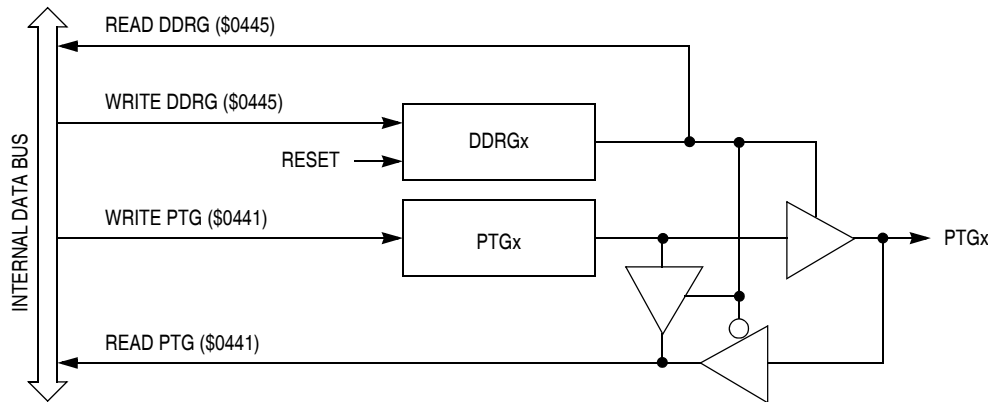 READ DDRG ($0445)
WRITE DDRG ($0445)
DDRGx
RESET
INTERNAL DATA BUS
WRITE PTG ($0441)
PTGx
PTGx
READ PTG ($0441)